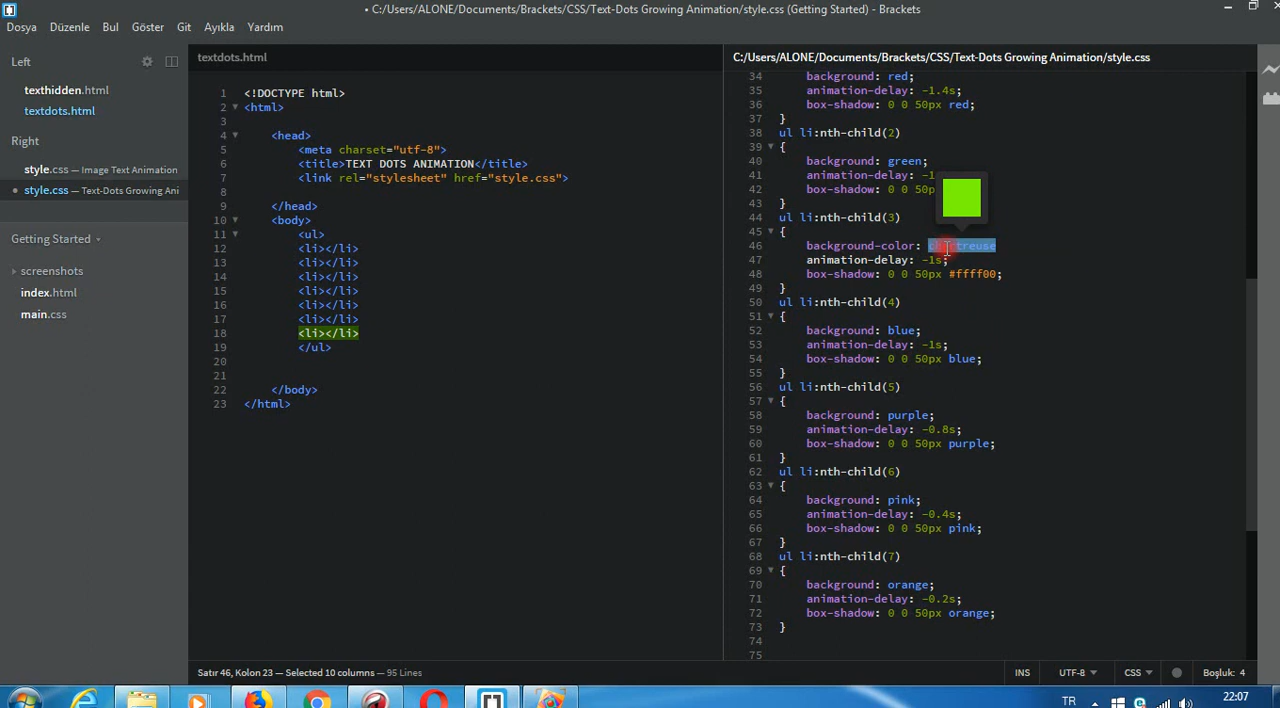 • C:/Users/ALONE/Documents/Brackets/CSS/Text-Dots Growing Animation/style.css (Getting Started) - Brackets
Dosya Düzenle Bul Göster Git Ayıkla Yardım
Left
texthidden.html
textdots.html
Right
style.css — Image Text Animation
• style.css — Text-Dots Growing Ani
Getting Started
screenshots
index.html
main.css
textdots.html
1 <!DOCTYPE html>
2 <html>
3
4 <head>
5 <meta charset="utf-8">
6 <title>TEXT DOTS ANIMATION</title>
7 <link rel="stylesheet" href="style.css">
8
9 </head>
10 <body>
11 <ul>
12 <li></li>
13 <li></li>
14 <li></li>
15 <li></li>
16 <li></li>
17 <li></li>
18 <li></li>
19 </ul>
20
21
22 </body>
23 </html>
C:/Users/ALONE/Documents/Brackets/CSS/Text-Dots Growing Animation/style.css
34 background: red;
35 animation-delay: -1.4s;
36 box-shadow: 0 0 50px red;
37 }
38 ul li:nth-child(2)
39 {
40 background: green;
41 animation-delay: -1
42 box-shadow: 0 0 50px
43 }
44 ul li:nth-child(3)
45 {
46 background-color: chartreuse
47 animation-delay: -1s;
48 box-shadow: 0 0 50px #ffff00;
49 }
50 ul li:nth-child(4)
51 {
52 background: blue;
53 animation-delay: -1s;
54 box-shadow: 0 0 50px blue;
55 }
56 ul li:nth-child(5)
57 {
58 background: purple;
59 animation-delay: -0.8s;
60 box-shadow: 0 0 50px purple;
61 }
62 ul li:nth-child(6)
63 {
64 background: pink;
65 animation-delay: -0.4s;
66 box-shadow: 0 0 50px pink;
67 }
68 ul li:nth-child(7)
69 {
70 background: orange;
71 animation-delay: -0.2s;
72 box-shadow: 0 0 50px orange;
73 }
74
75
Satır 46, Kolon 23 — Selected 10 columns — 95 Lines
INS UTF-8 CSS Boşluk: 4
TR 22:07